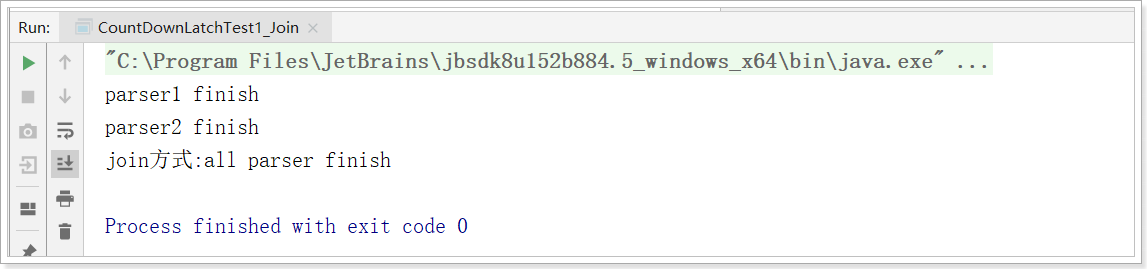 Run: CountDownLatchTest1_Join
"C:\Program Files\JetBrains\jbsdk8u152b884.5_windows_x64\bin\java.exe" ...
parser1 finish
parser2 finish
join方式:all parser finish
Process finished with exit code 0